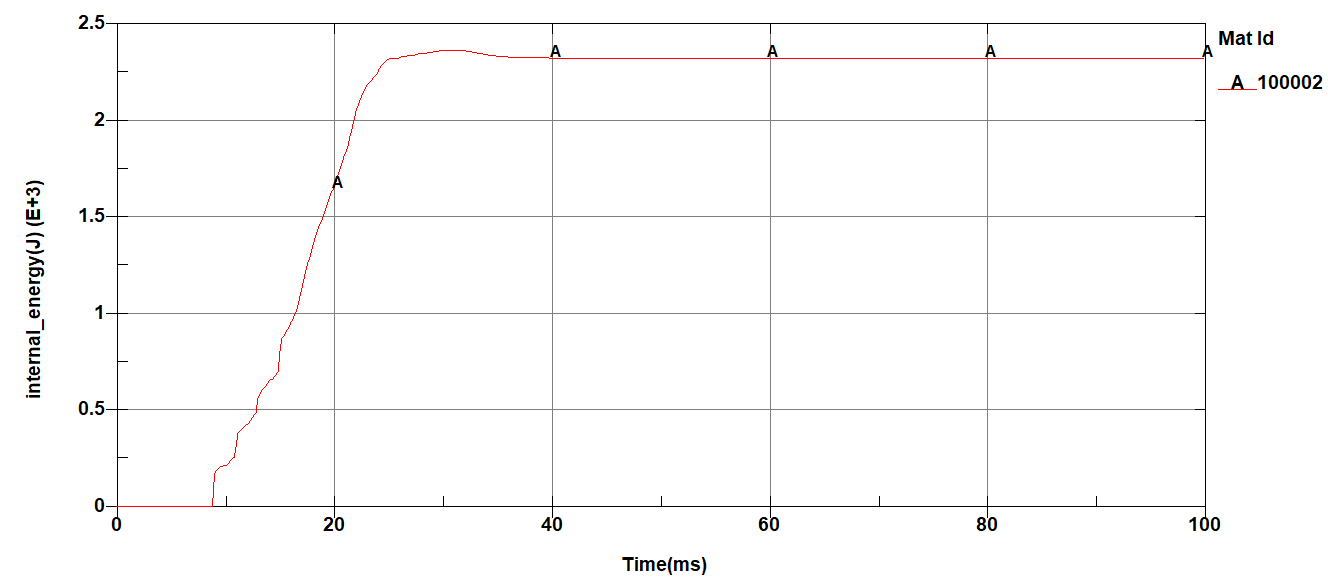 2.5
2
1.5
1
0.5
0
internal_energy(J) (E+3)
A
A
A
A
A
0
20
40
60
80
100
Time(ms)
Mat Id
A 100002